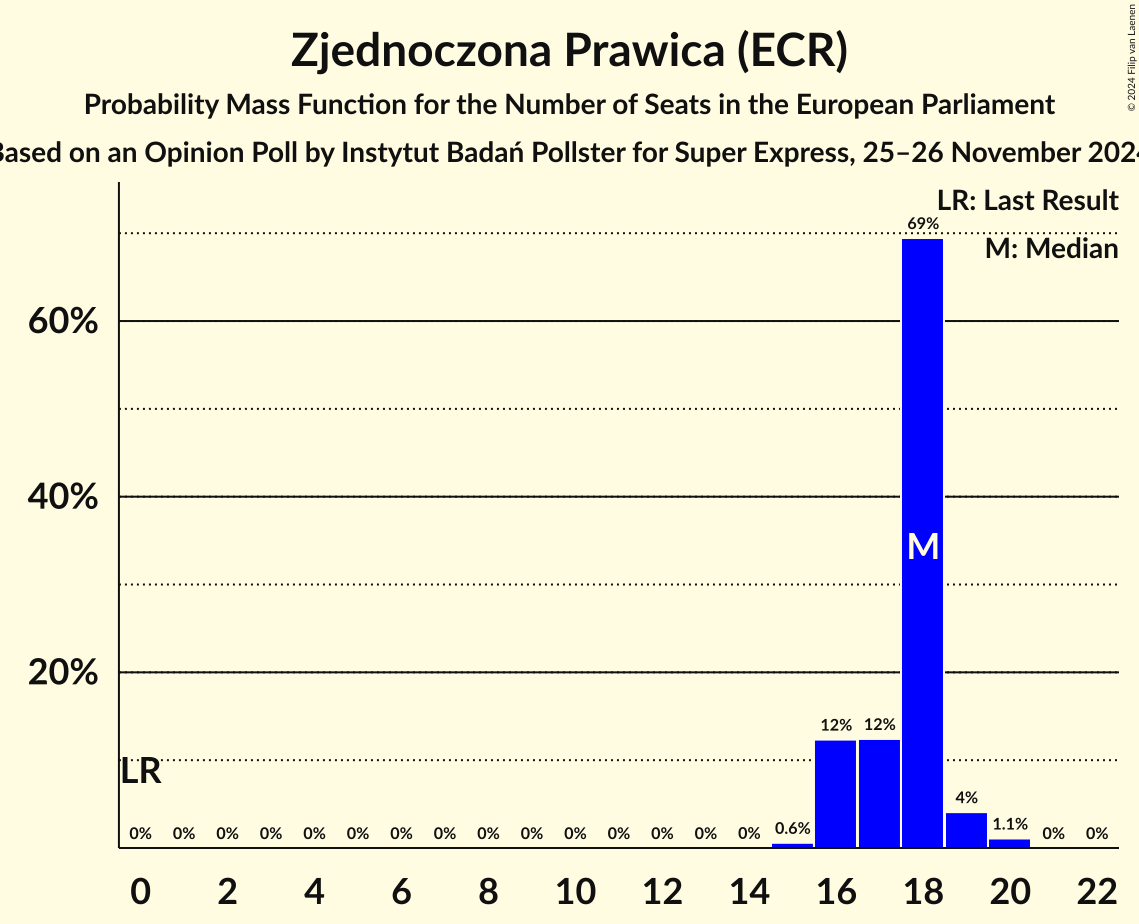 Zjednoczona Prawica (ECR)
Probability Mass Function for the Number of Seats in the European Parliament
Based on an Opinion Poll by Instytut Badań Pollster for Super Express, 25–26 November 2024
© 2024 Filip van Laenen
LR: Last Result
M: Median
60%
40%
20%
69%
M
12% 12%
LR
4%
0% 0% 0% 0% 0% 0% 0% 0% 0% 0% 0% 0% 0% 0% 0% 0.6% 1.1% 0% 0%
0 2 4 6 8 10 12 14 16 18 20 22